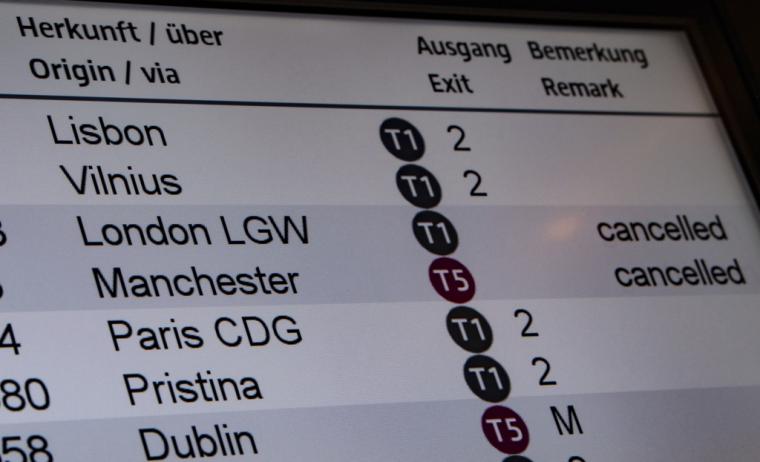 Herkunft / über Ausgang Bemerkung
Origin / via Exit Remark
Lisbon T1 2
Vilnius T1 2
London LGW T1 cancelled
Manchester T5 cancelled
4 Paris CDG T1 2
80 Pristina T1 2
58 Dublin T5 M